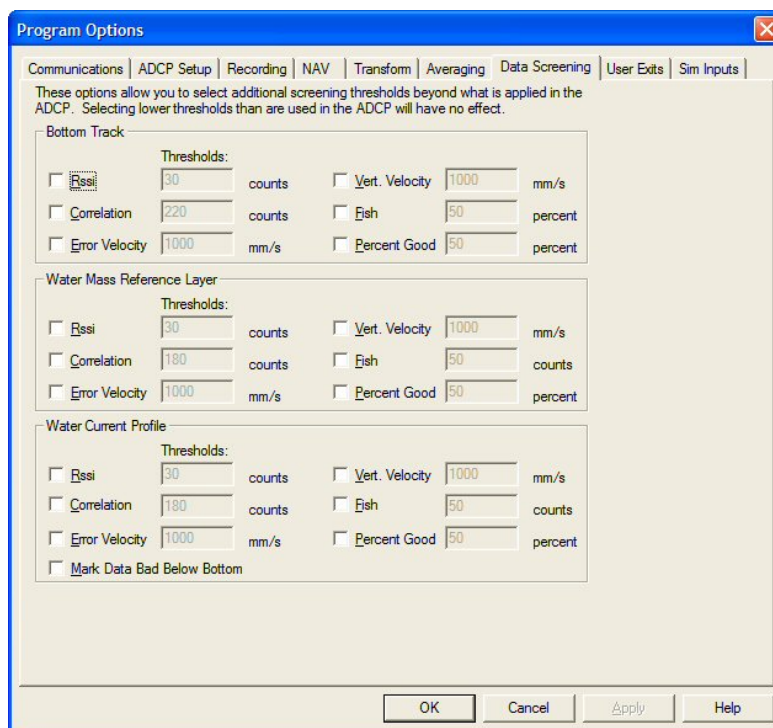 Program Options
Communications ADCP Setup Recording NAV Transform Averaging Data Screening User Exits Sim Inputs
These options allow you to select additional screening thresholds beyond what is applied in the
ADCP. Selecting lower thresholds than are used in the ADCP will have no effect.
Bottom Track
Thresholds:
Rssi 30 counts Vert. Velocity 1000 mm/s
Correlation 220 counts Fish 50 percent
Error Velocity 1000 mm/s Percent Good 50 percent
Water Mass Reference Layer
Thresholds:
Rssi 30 counts Vert. Velocity 1000 mm/s
Correlation 180 counts Fish 50 counts
Error Velocity 1000 mm/s Percent Good 50 percent
Water Current Profile
Thresholds:
Rssi 30 counts Vert. Velocity 1000 mm/s
Correlation 180 counts Fish 50 counts
Error Velocity 1000 mm/s Percent Good 50 percent
Mark Data Bad Below Bottom
OK Cancel Apply Help